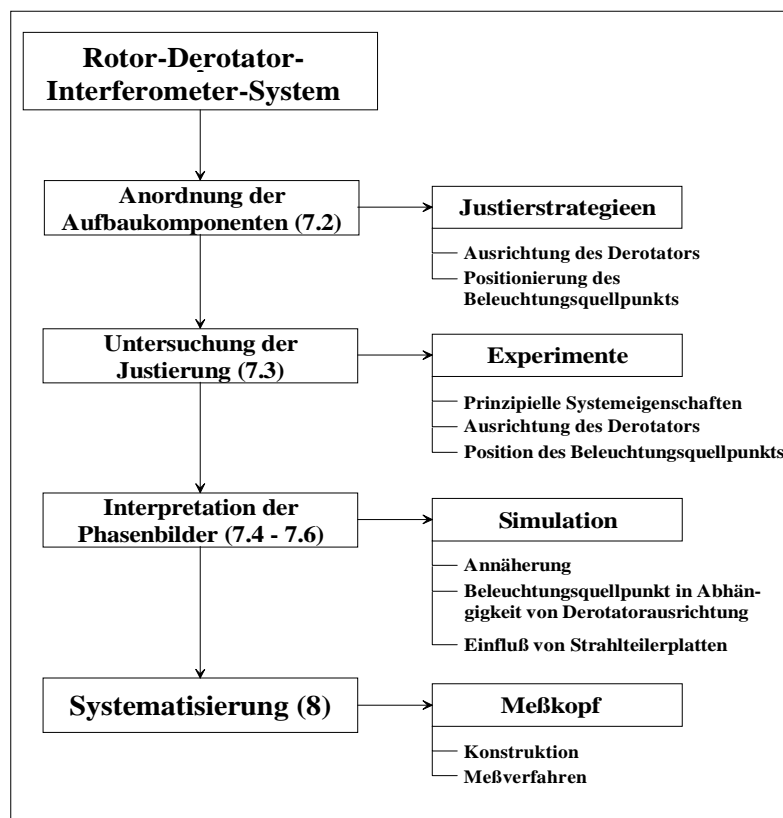 Rotor-Derotator-
Interferometer-System
Anordnung der
Aufbaukomponenten (7.2)
Justierstrategieen
Ausrichtung des Derotators
Positionierung des
Beleuchtungsquellpunkts
Untersuchung der
Justierung (7.3)
Experimente
Prinzipielle Systemeigenschaften
Ausrichtung des Derotators
Position des Beleuchtungsquellpunkts
Interpretation der
Phasenbilder (7.4 - 7.6)
Simulation
Annäherung
Beleuchtungsquellpunkt in Abhän-
gigkeit von Derotatorausrichtung
Einfluß von Strahlteilerplatten
Systematisierung (8)
Meßkopf
Konstruktion
Meßverfahren